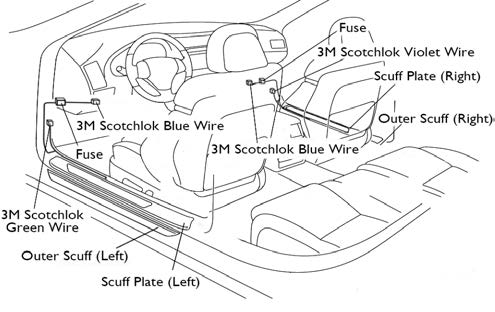 Fuse
3M Scotchlok Violet Wire
Scuff Plate (Right)
Outer Scuff (Right)
3M Scotchlok Blue Wire
3M Scotchlok Blue Wire
Fuse
3M Scotchlok
Green Wire
Outer Scuff (Left)
Scuff Plate (Left)